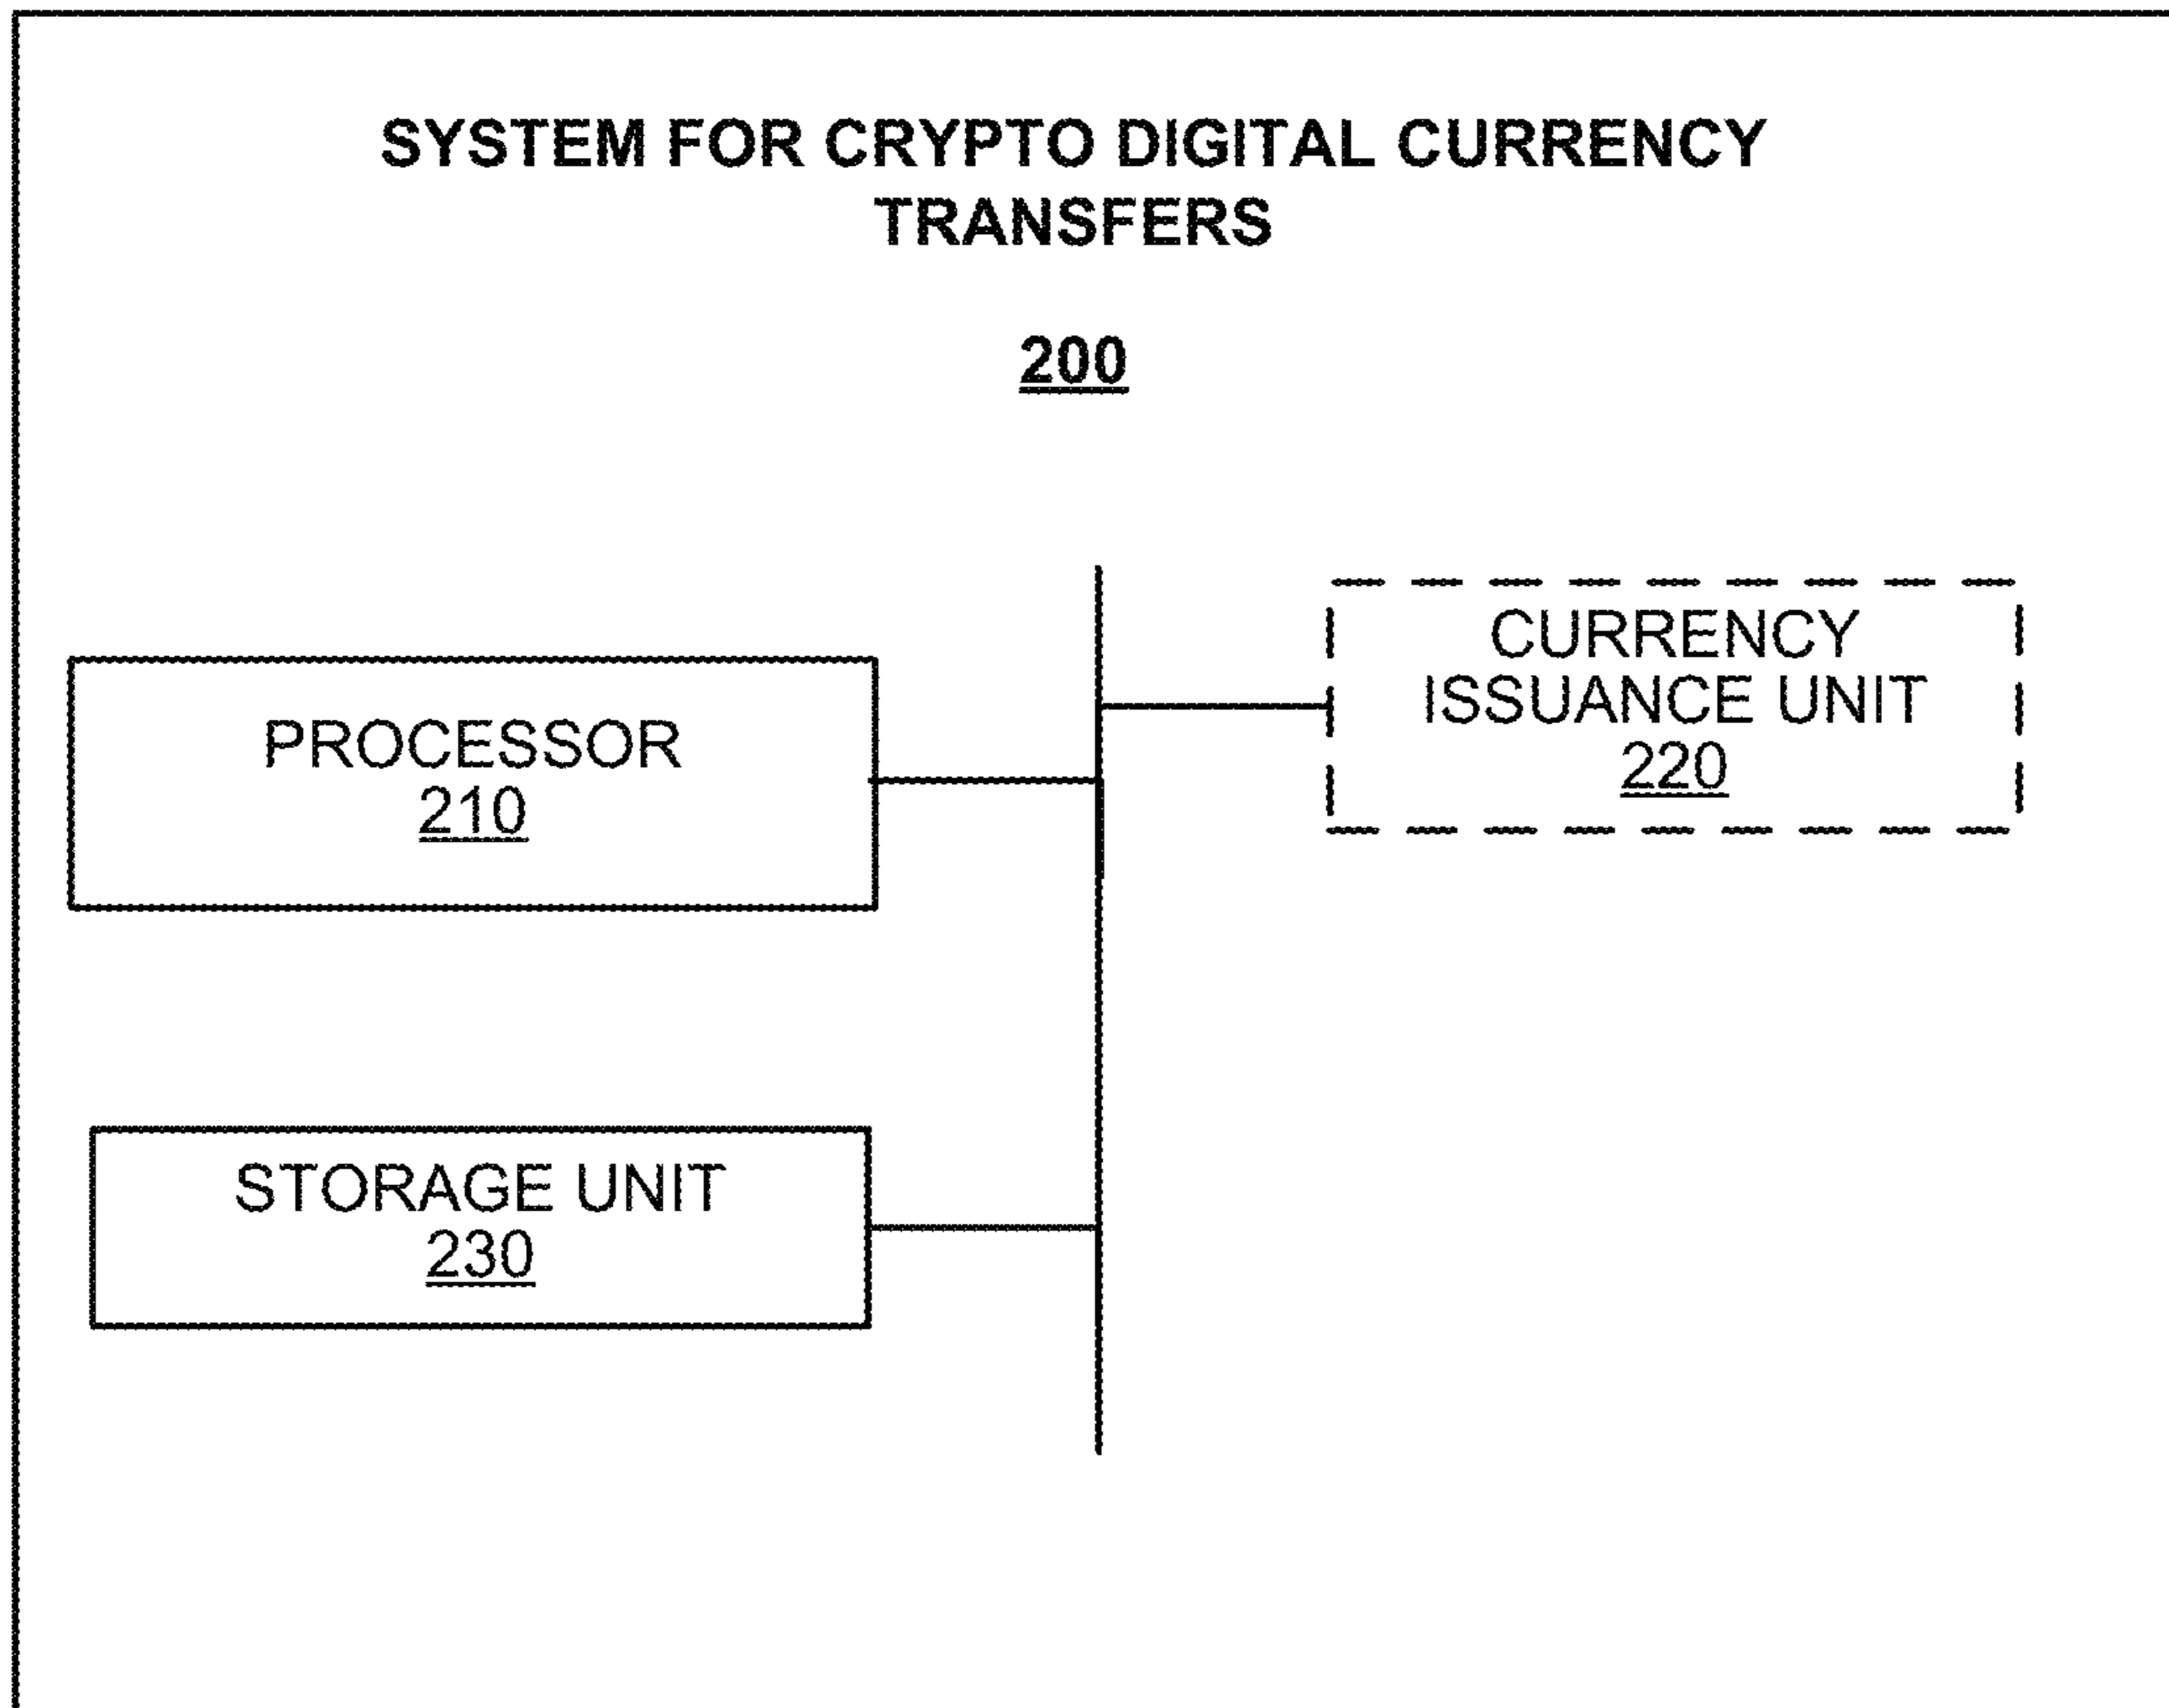 SYSTEM FOR CRYPTO DIGITAL CURRENCY
TRANSFERS
200
PROCESSOR
210
CURRENCY
ISSUANCE UNIT
220
STORAGE UNIT
230